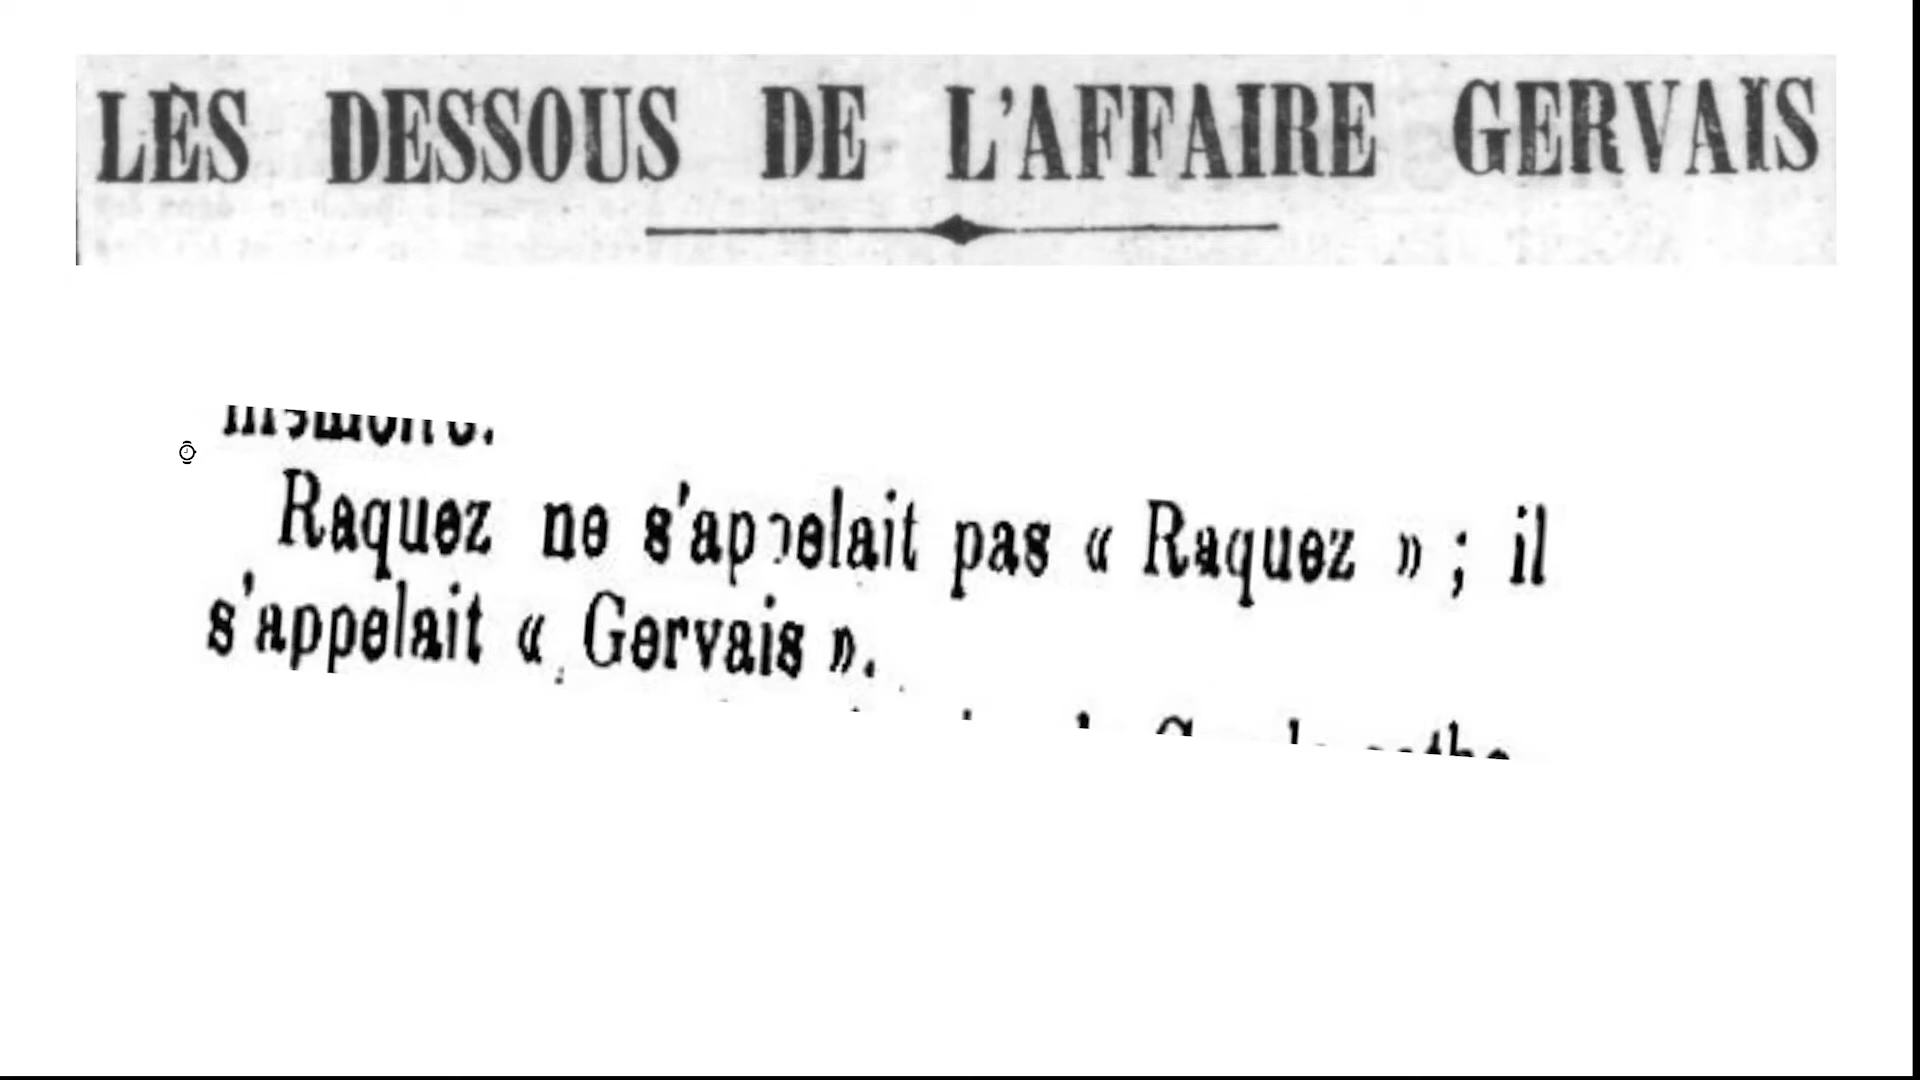 LES DESSOUS DE L'AFFAIRE GERVAIS
Raquez ne s'appelait pas « Raquez » ; il
s'appelait « Gervais ».